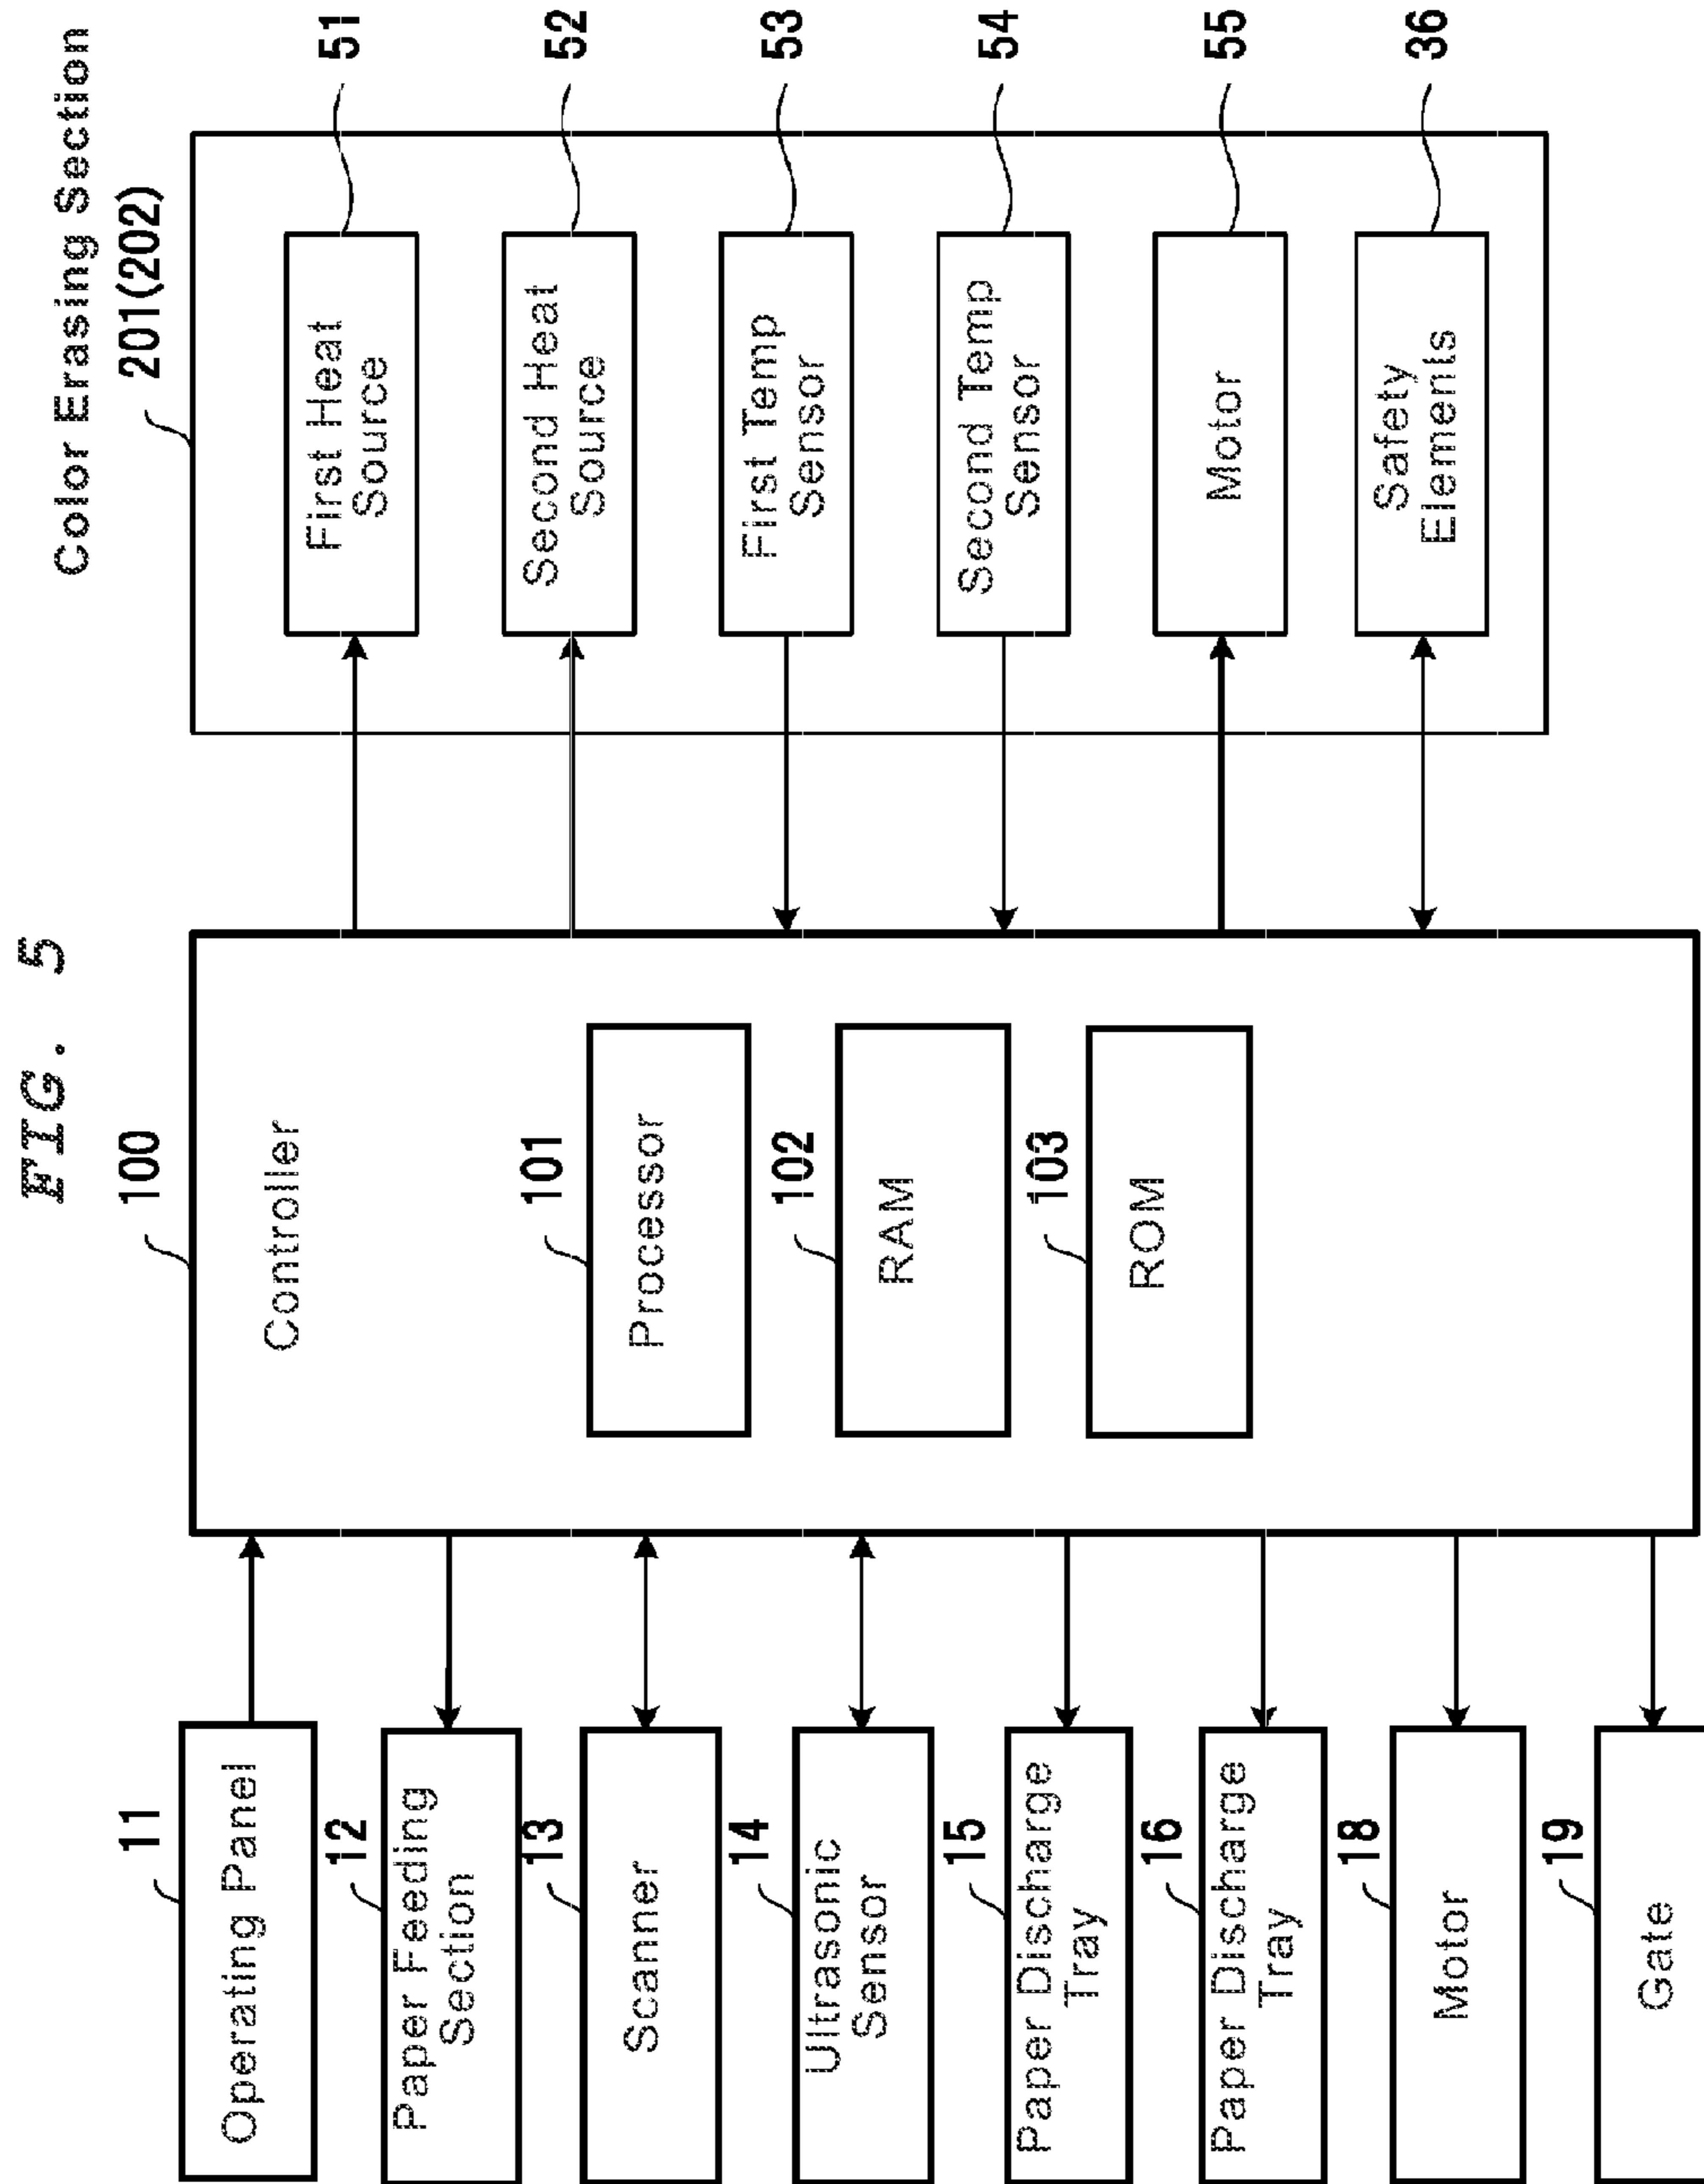 FIG. 5
11
Operating Panel
12
Paper Feeding
Section
13
Scanner
14
Ultrasonic
Sensor
15
Paper Discharge
Tray
16
Paper Discharge
Tray
18
Motor
19
Gate
100
Controller
101
Processor
102
RAM
103
ROM
Color Erasing Section
201(202)
First Heat
Source
51
Second Heat
Source
52
First Temp
Sensor
53
Second Temp
Sensor
54
Motor
55
Safety
Elements
36